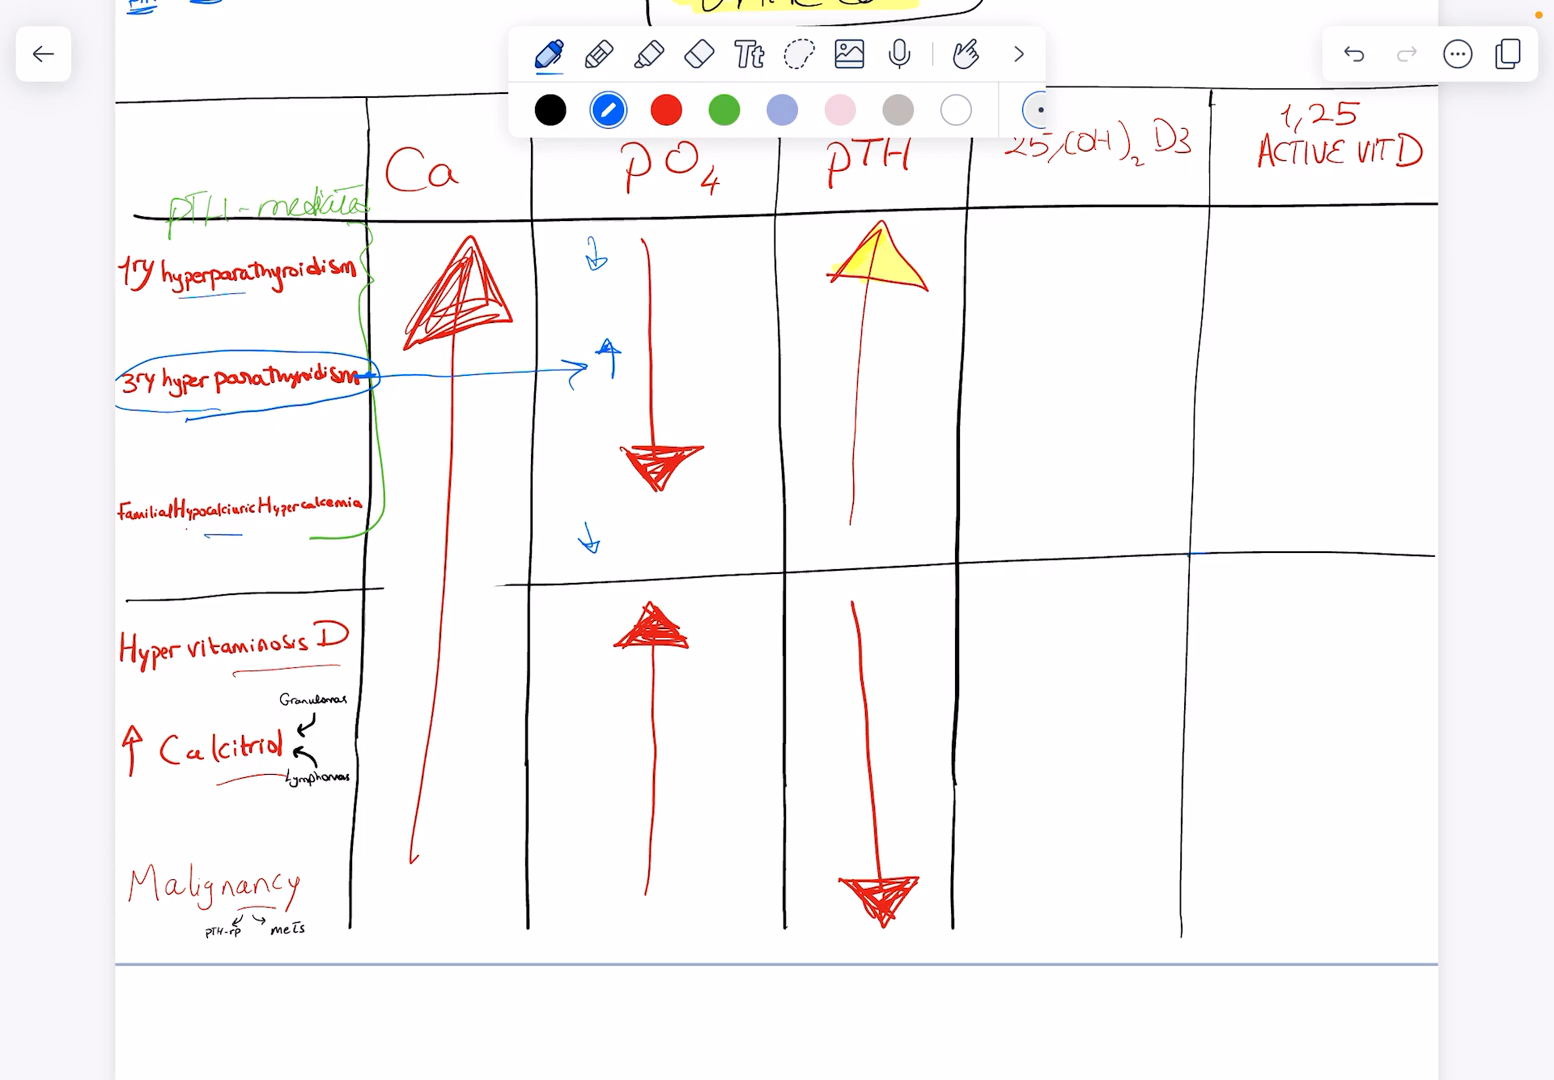 Tt
Ca
PO4
PTH
25,(OH)2 D3
1,25
ACTIVE VIT D
PTH-mediated
1ry hyperparathyroidism
3ry hyperparathyroidism
Familial Hypocalciuric Hypercalcemia
Hypervitaminosis D
Granulomas
↑ Calcitriol
Lymphomas
Malignancy
PTH-rp mets